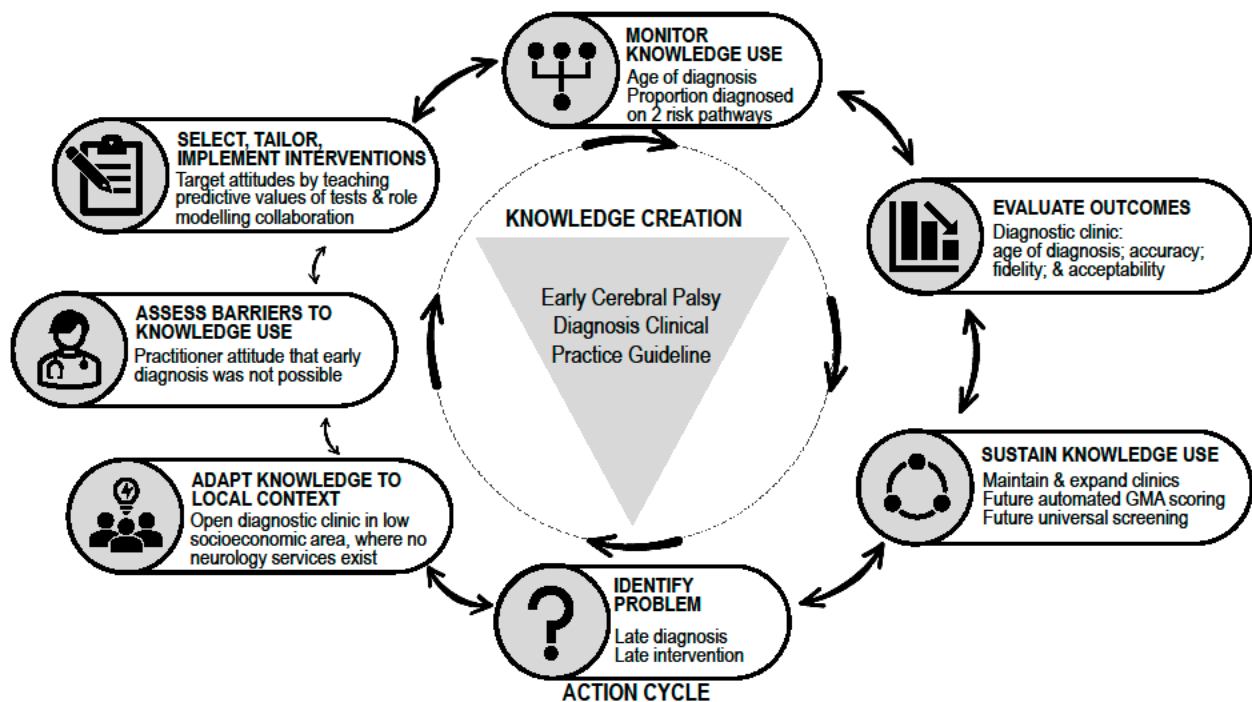 MONITOR
KNOWLEDGE USE
Age of diagnosis
Proportion diagnosed
on 2 risk pathways
SELECT, TAILOR,
IMPLEMENT INTERVENTIONS
Target attitudes by teaching
predictive values of tests & role
modelling collaboration
KNOWLEDGE CREATION
Early Cerebral Palsy
Diagnosis Clinical
Practice Guideline
EVALUATE OUTCOMES
Diagnostic clinic:
age of diagnosis; accuracy;
fidelity; & acceptability
ASSESS BARRIERS TO
KNOWLEDGE USE
Practitioner attitude that early
diagnosis was not possible
ADAPT KNOWLEDGE TO
LOCAL CONTEXT
Open diagnostic clinic in low
socioeconomic area, where no
neurology services exist
SUSTAIN KNOWLEDGE USE
Maintain & expand clinics
Future automated GMA scoring
Future universal screening
IDENTIFY
PROBLEM
Late diagnosis
Late intervention
?
ACTION CYCLE